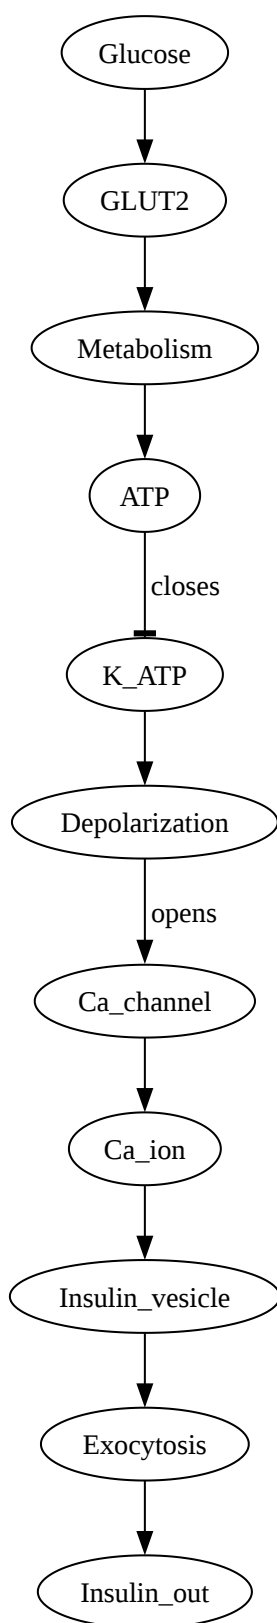 Glucose
GLUT2
Metabolism
ATP
closes
K_ATP
Depolarization
opens
Ca_channel
Ca_ion
Insulin_vesicle
Exocytosis
Insulin_out